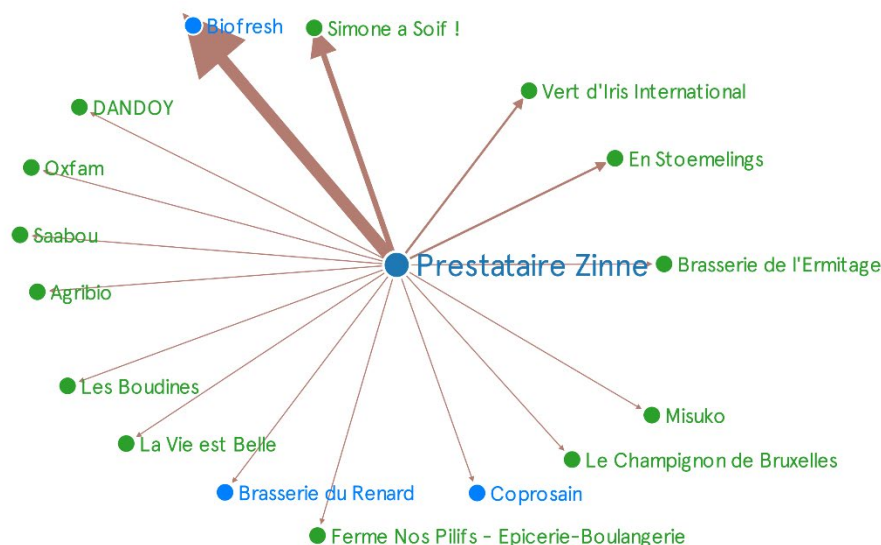 Biofresh
Simone a Soif !
Vert d'Iris International
DANDOY
En Stoemelings
Oxfam
Saabou
Prestataire Zinne
Brasserie de l'Ermitage
Agribio
Les Boudines
Misuko
La Vie est Belle
Le Champignon de Bruxelles
Brasserie du Renard
Coprosain
Ferme Nos Pilifs - Epicerie-Boulangerie